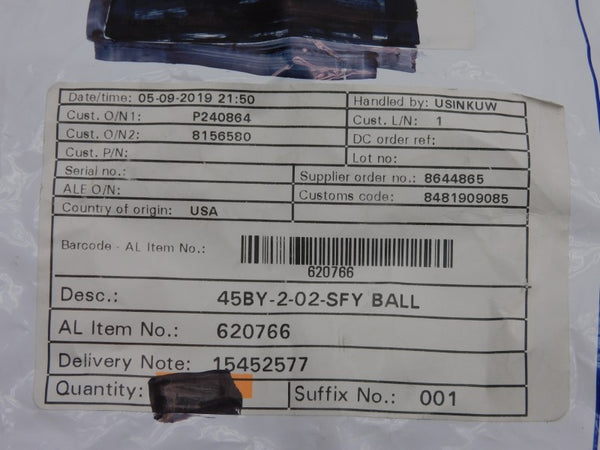 Date/time: 05-09-2019 21:50 Handled by: USINKUW
Cust. O/N1: P240864 Cust. L/N: 1
Cust. O/N2: 8156580 DC order ref:
Cust. P/N: Lot no:
Serial no.: Supplier order no.: 8644865
ALE O/N: Customs code: 8481909085
Country of origin: USA
Barcode - AL Item No.:
620766
Desc.: 45BY-2-02-SFY BALL
AL Item No.: 620766
Delivery Note: 15452577
Quantity: Suffix No.: 001